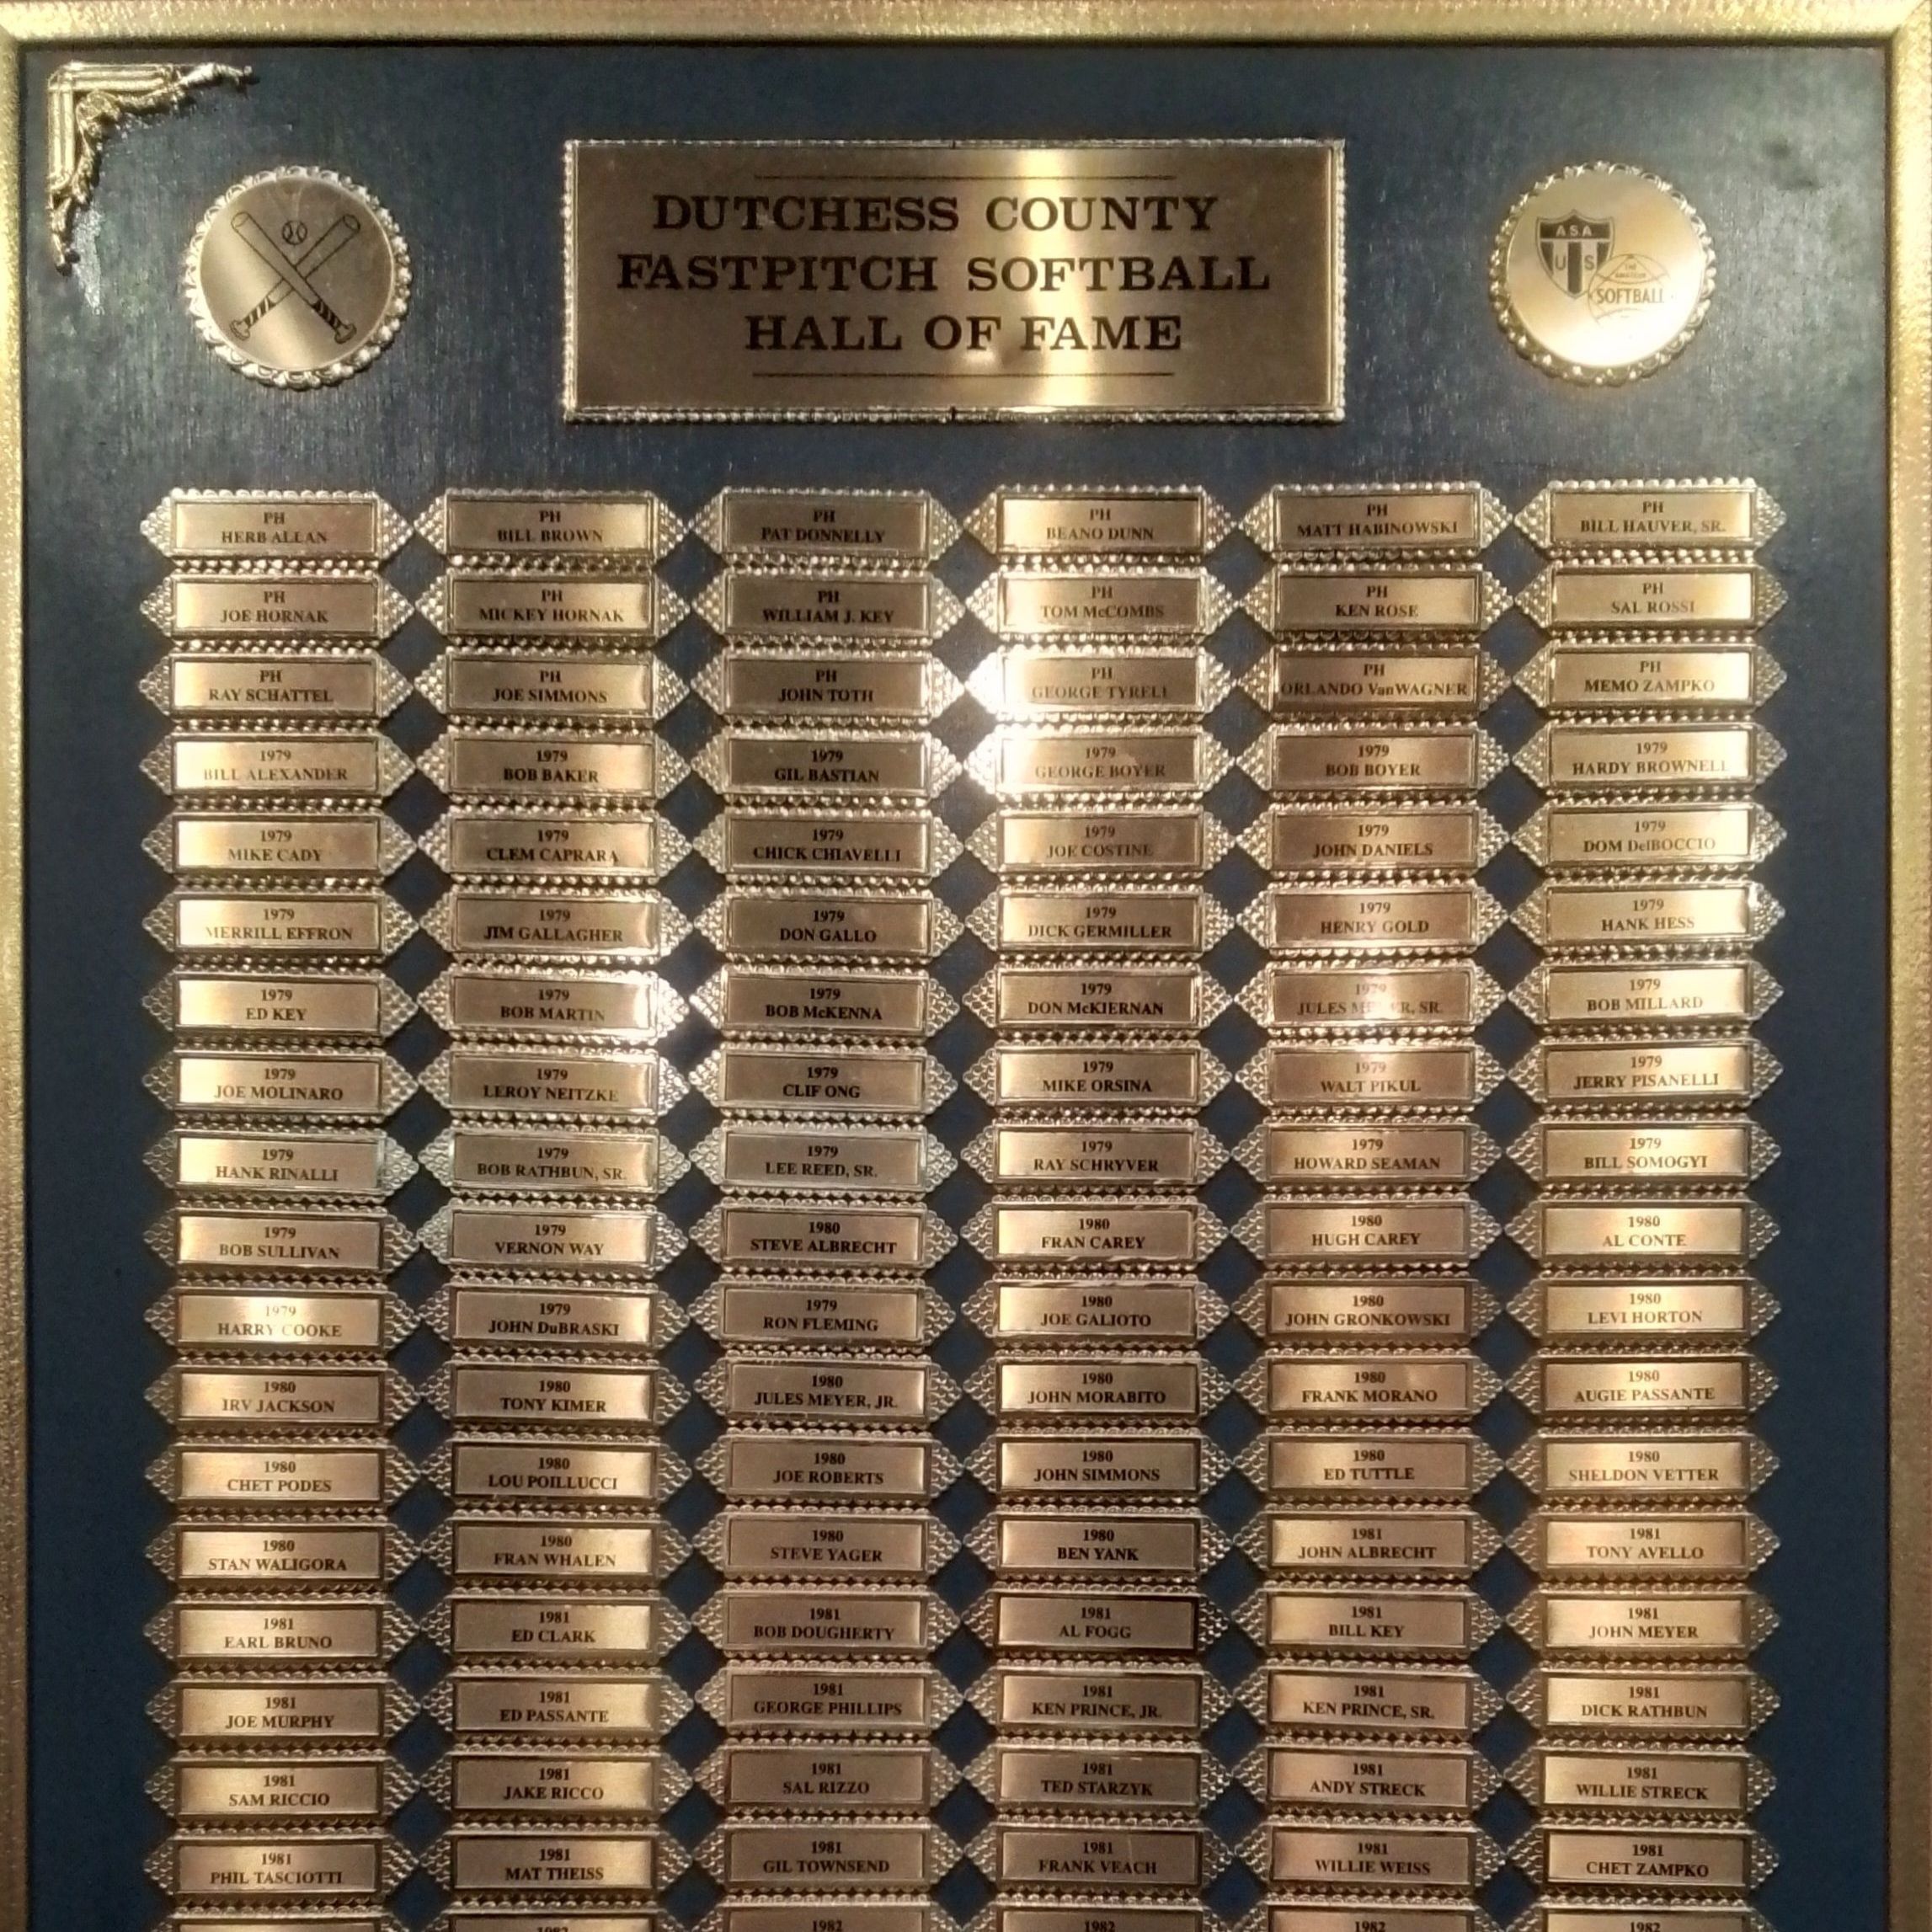 DUTCHESS COUNTY
FASTPITCH SOFTBALL
HALL OF FAME
ASA
US
THE
AMATEUR
SOFTBALL
PH
HERB ALLAN
PH
BILL BROWN
PH
PAT DONNELLY
PH
BEANO DUNN
PH
MATT HABINOWSKI
PH
BILL HAUVER, SR.
PH
JOE HORNAK
PH
MICKEY HORNAK
PH
WILLIAM J. KEY
PH
TOM McCOMBS
PH
KEN ROSE
PH
SAL ROSSI
PH
RAY SCHATTEL
PH
JOE SIMMONS
PH
JOHN TOTH
PH
GEORGE TYRELL
PH
ORLANDO VanWAGNER
PH
MEMO ZAMPKO
1979
BILL ALEXANDER
1979
BOB BAKER
1979
GIL BASTIAN
1979
GEORGE BOYER
1979
BOB BOYER
1979
HARDY BROWNELL
1979
MIKE CADY
1979
CLEM CAPRARA
1979
CHICK CHIAVELLI
1979
JOE COSTINE
1979
JOHN DANIELS
1979
DOM DelBOCCIO
1979
MERRILL EFFRON
1979
JIM GALLAGHER
1979
DON GALLO
1979
DICK GERMILLER
1979
HENRY GOLD
1979
HANK HESS
1979
ED KEY
1979
BOB MARTIN
1979
BOB McKENNA
1979
DON McKIERNAN
1979
JULES SR.
1979
BOB MILLARD
1979
JOE MOLINARO
1979
LEROY NEITZKE
1979
CLIF ONG
1979
MIKE ORSINA
1979
WALT PIKUL
1979
JERRY PISANELLI
1979
HANK RINALLI
1979
BOB RATHBUN, SR.
1979
LEE REED, SR.
1979
RAY SCHRYVER
1979
HOWARD SEAMAN
1979
BILL SOMOGYI
1979
BOB SULLIVAN
1979
VERNON WAY
1980
STEVE ALBRECHT
1980
FRAN CAREY
1980
HUGH CAREY
1980
AL CONTE
1979
HARRY COOKE
1979
JOHN DuBRASKI
1979
RON FLEMING
1980
JOE GALIOTO
1980
JOHN GRONKOWSKI
1980
LEVI HORTON
1980
IRV JACKSON
1980
TONY KIMER
1980
JULES MEYER, JR.
1980
JOHN MORABITO
1980
FRANK MORANO
1980
AUGIE PASSANTE
1980
CHET PODES
1980
LOU POILLUCCI
1980
JOE ROBERTS
1980
JOHN SIMMONS
1980
ED TUTTLE
1980
SHELDON VETTER
1980
STAN WALIGORA
1980
FRAN WHALEN
1980
STEVE YAGER
1980
BEN YANK
1981
JOHN ALBRECHT
1981
TONY AVELLO
1981
EARL BRUNO
1981
ED CLARK
1981
BOB DOUGHERTY
1981
AL FOGG
1981
BILL KEY
1981
JOHN MEYER
1981
JOE MURPHY
1981
ED PASSANTE
1981
GEORGE PHILLIPS
1981
KEN PRINCE, JR.
1981
KEN PRINCE, SR.
1981
DICK RATHBUN
1981
SAM RICCIO
1981
JAKE RICCO
1981
SAL RIZZO
1981
TED STARZYK
1981
ANDY STRECK
1981
WILLIE STRECK
1981
PHIL TASCIOTTI
1981
MAT THEISS
1981
GIL TOWNSEND
1981
FRANK VEACH
1981
WILLIE WEISS
1981
CHET ZAMPKO
1982
1982
1982
1982
1982